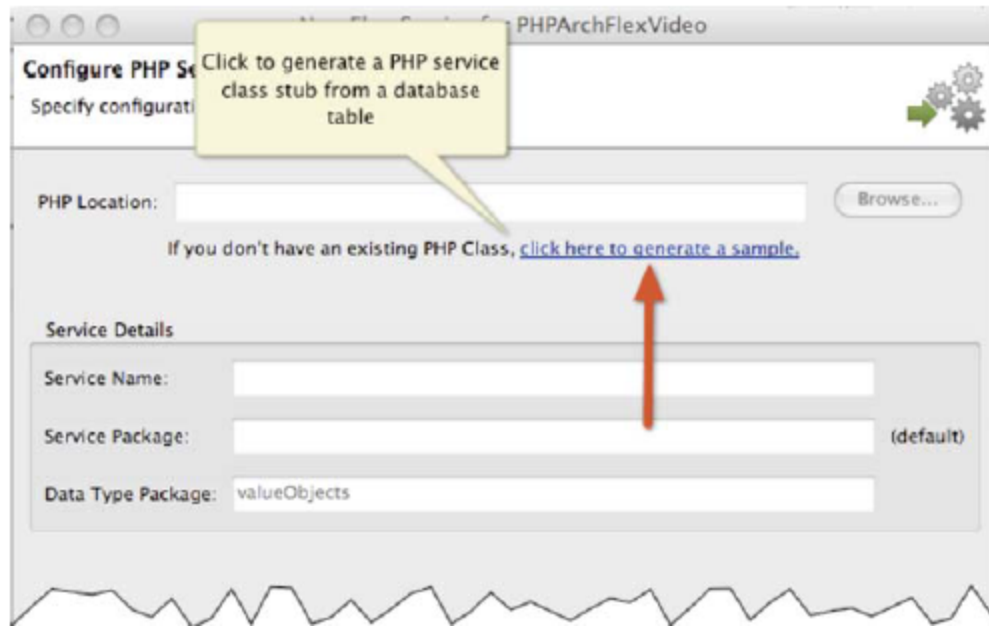 PHPArchFlexVideo
Click to generate a PHP service
class stub from a database
table
Configure PHP Se
Specify configurati
PHP Location:
Browse...
If you don't have an existing PHP Class, click here to generate a sample.
Service Details
Service Name:
Service Package:
(default)
Data Type Package:
valueObjects